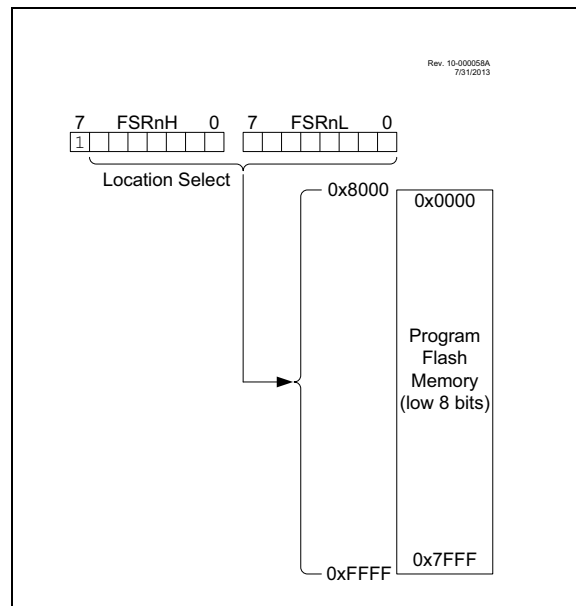 Rev. 10-000058A
7/31/2013
7 FSRnH 0 7 FSRnL 0
1
Location Select
0x8000
0x0000
Program
Flash
Memory
(low 8 bits)
0x7FFF
0xFFFF